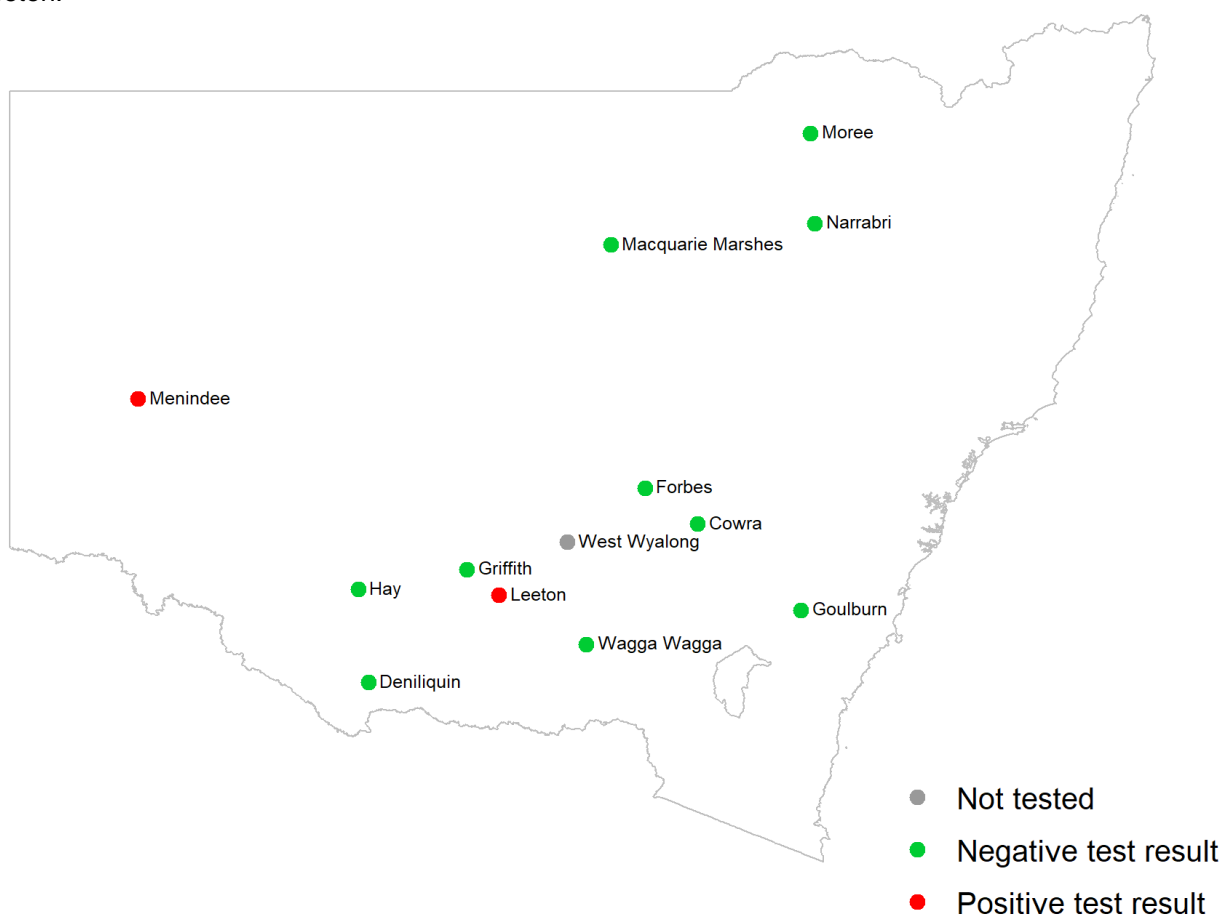 Moree
Narrabri
Macquarie Marshes
Menindee
Forbes
Cowra
West Wyalong
Griffith
Hay
Leeton
Goulburn
Wagga Wagga
Deniliquin
Not tested
Negative test result
Positive test result